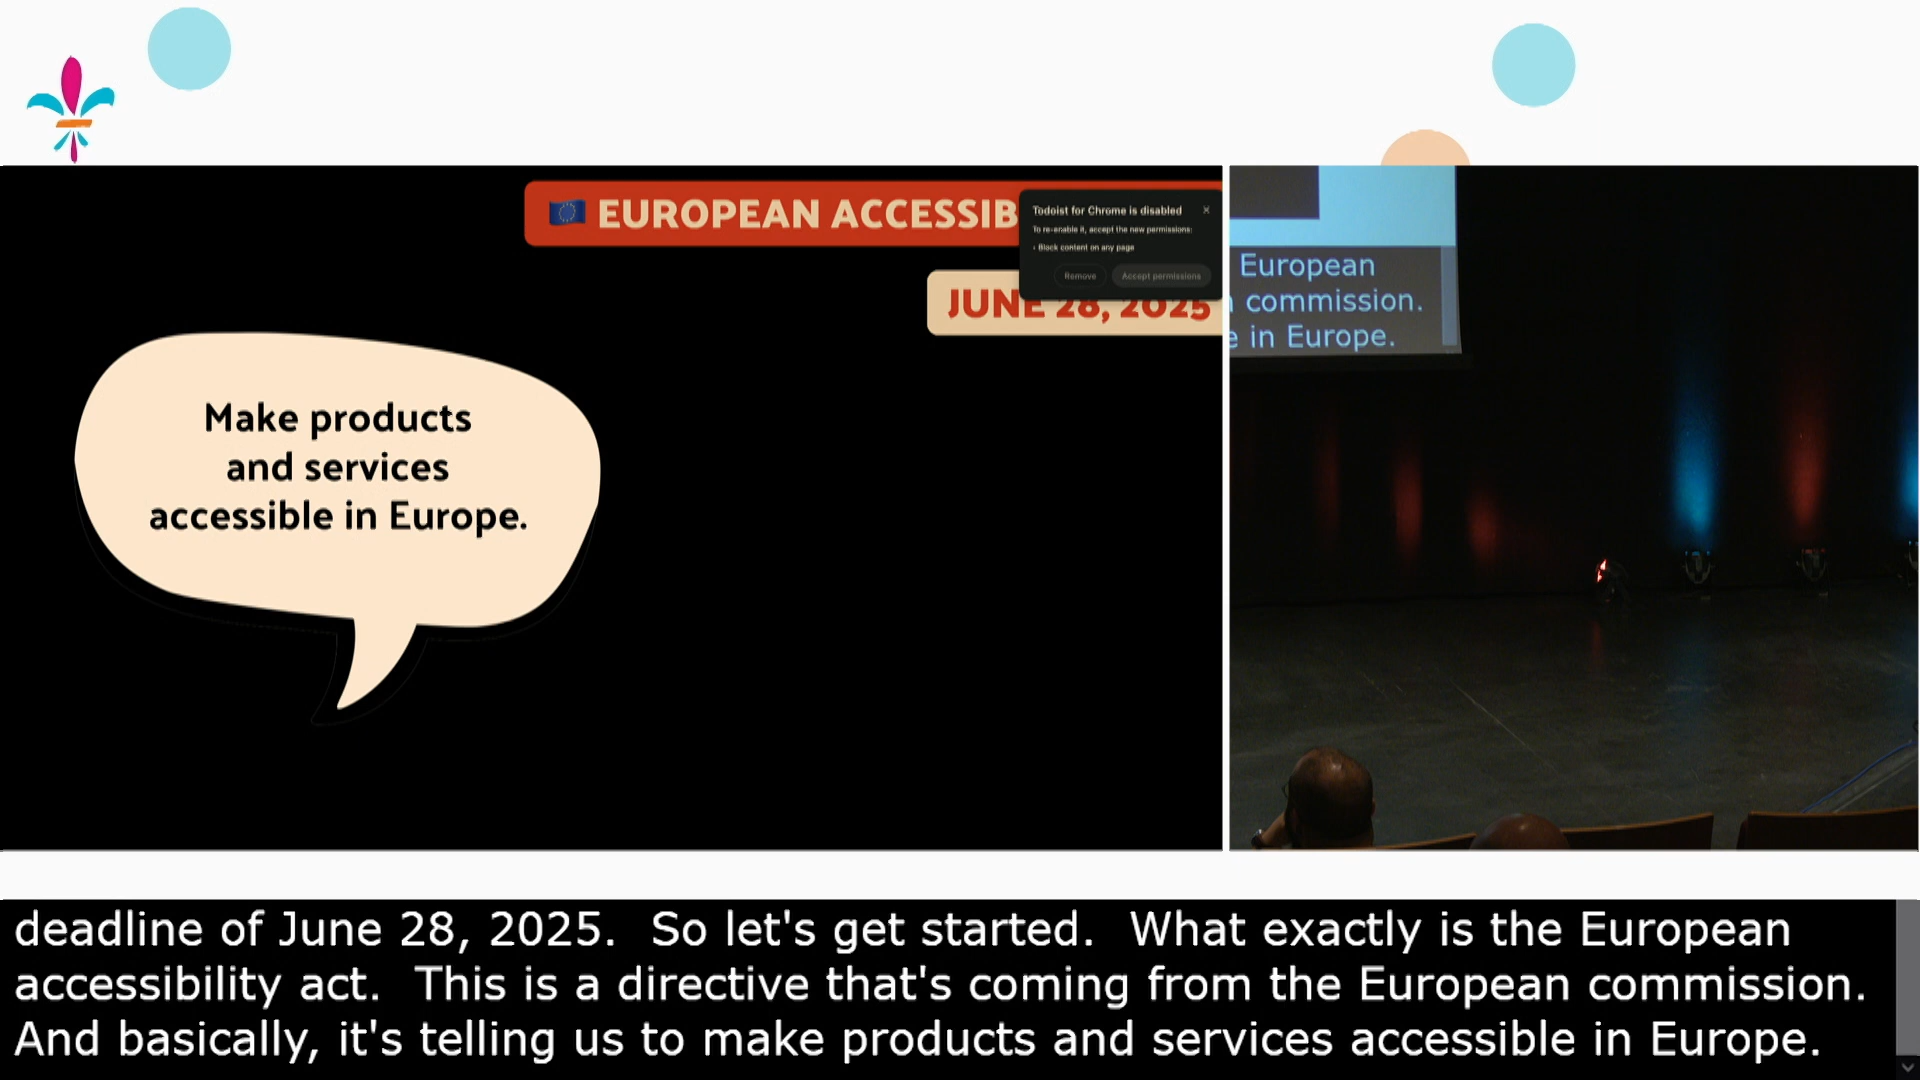 EUROPEAN ACCESSIB
Todoist for Chrome is disabled
To re-enable it, accept the new permissions:
• Block content on any page
Remove
Accept permissions
JUNE 28, 2025
Make products
and services
accessible in Europe.
European
commission.
in Europe.
deadline of June 28, 2025.  So let's get started.  What exactly is the European
accessibility act.  This is a directive that's coming from the European commission.
And basically, it's telling us to make products and services accessible in Europe.